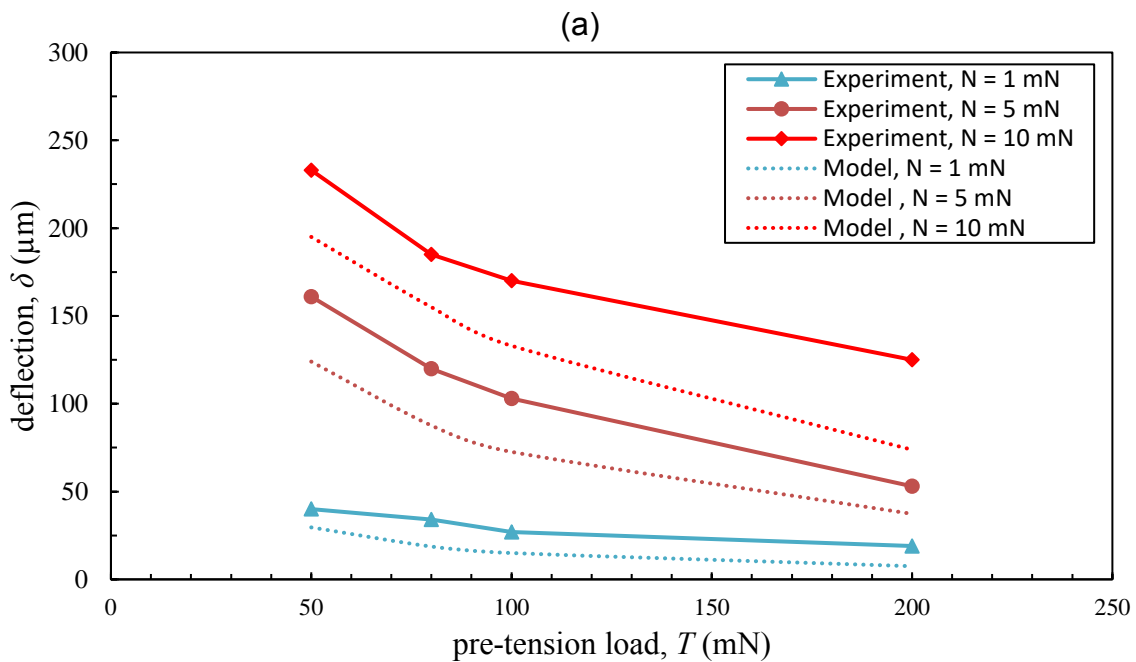 (a)
300
250
200
150
100
50
0
deflection, δ (µm)
Experiment, N = 1 mN
Experiment, N = 5 mN
Experiment, N = 10 mN
Model, N = 1 mN
Model , N = 5 mN
Model , N = 10 mN
0 50 100 150 200 250
pre-tension load, T (mN)